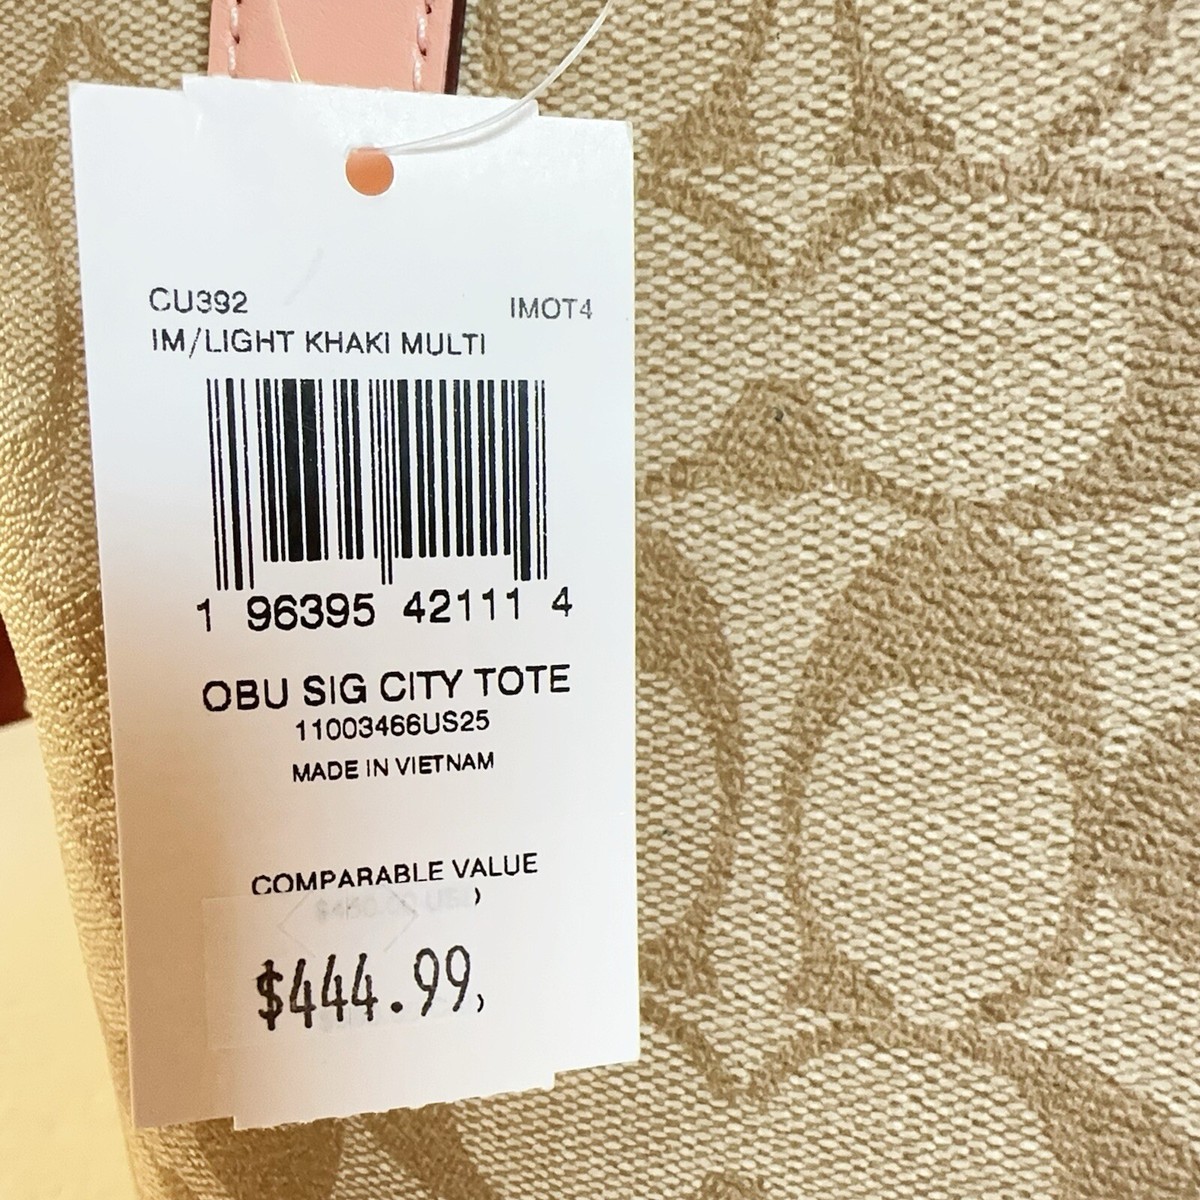 CU392 IMOT4
IM/LIGHT KHAKI MULTI
1 96395 42111 4
OBU SIG CITY TOTE
11003466US25
MADE IN VIETNAM
COMPARABLE VALUE
$444.99,